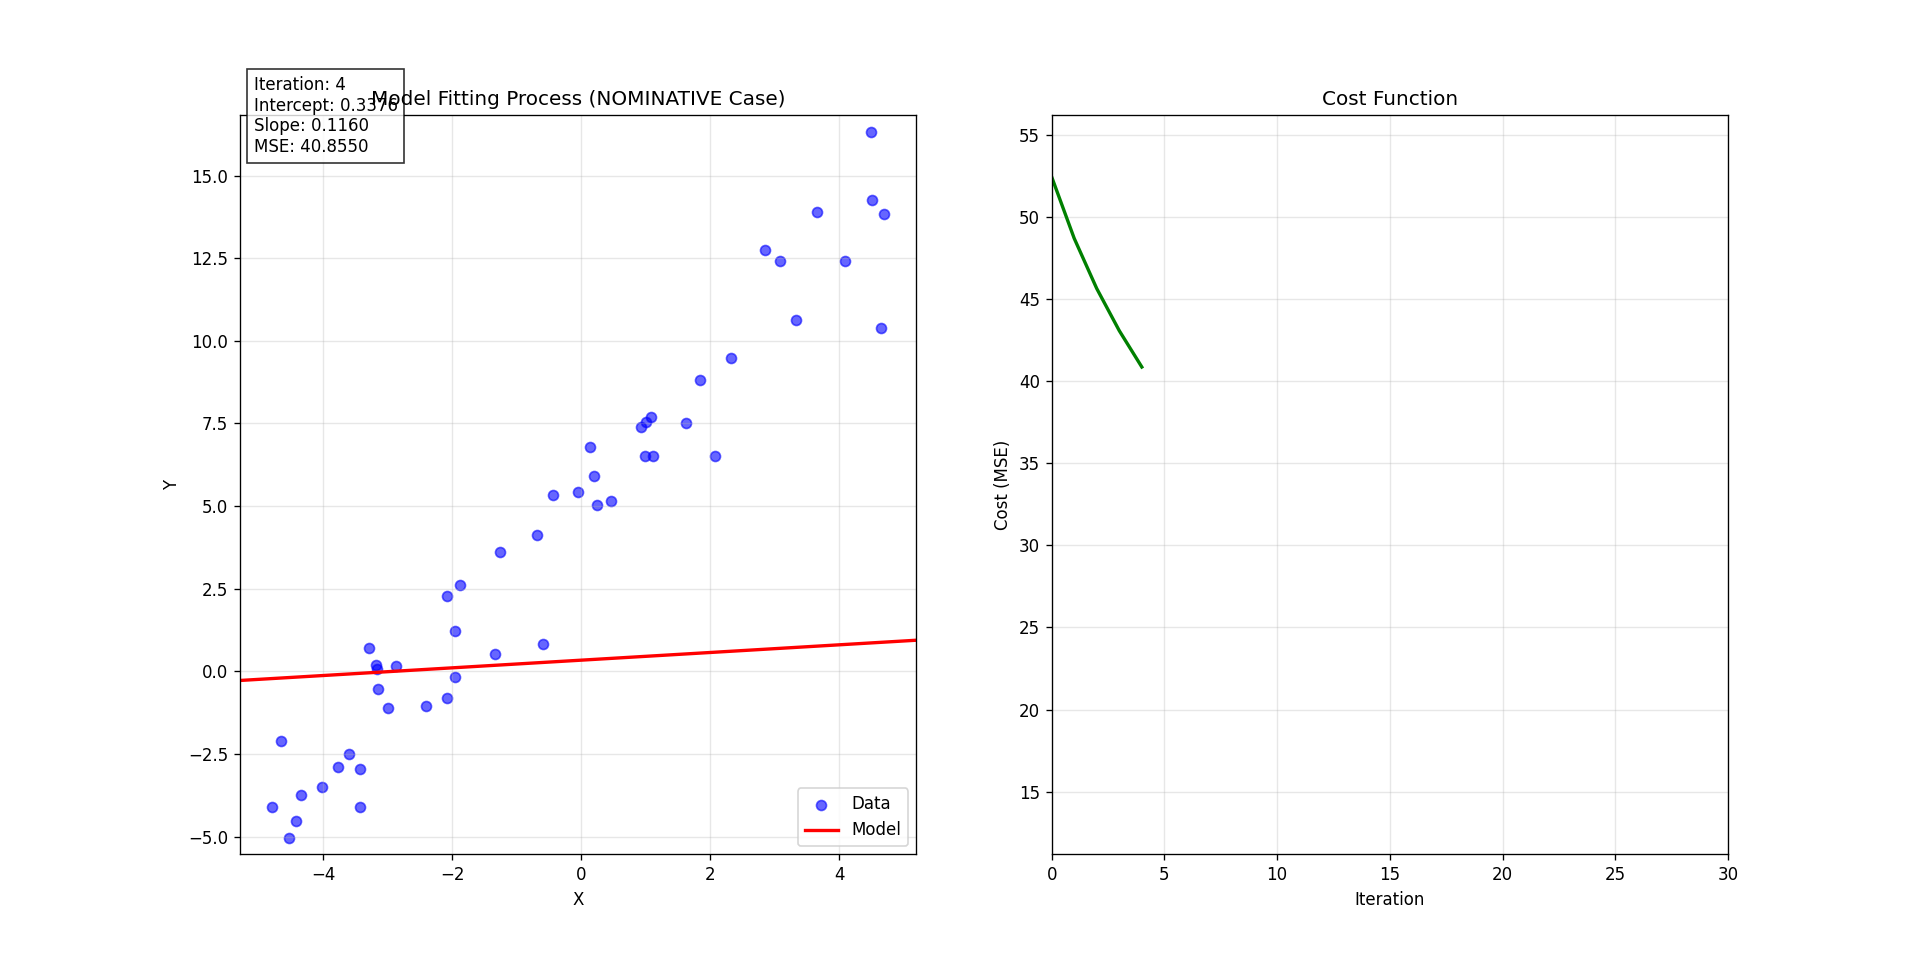 Iteration: 4
Intercept: 0.3376
Slope: 0.1160
MSE: 40.8550
Model Fitting Process (NOMINATIVE Case)
15.0
12.5
10.0
7.5
5.0
2.5
0.0
−2.5
−5.0
Y
Data
Model
−4 −2 0 2 4
X
Cost Function
55
50
45
40
35
30
25
20
15
Cost (MSE)
0 5 10 15 20 25 30
Iteration